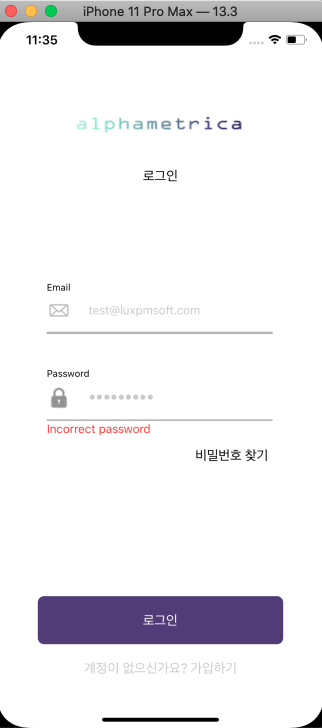 iPhone 11 Pro Max — 13.3
11:35
alphametrica
로그인
Email
test@luxpmsoft.com
Password
•••••••••
Incorrect password
비밀번호 찾기
로그인
계정이 없으신가요? 가입하기